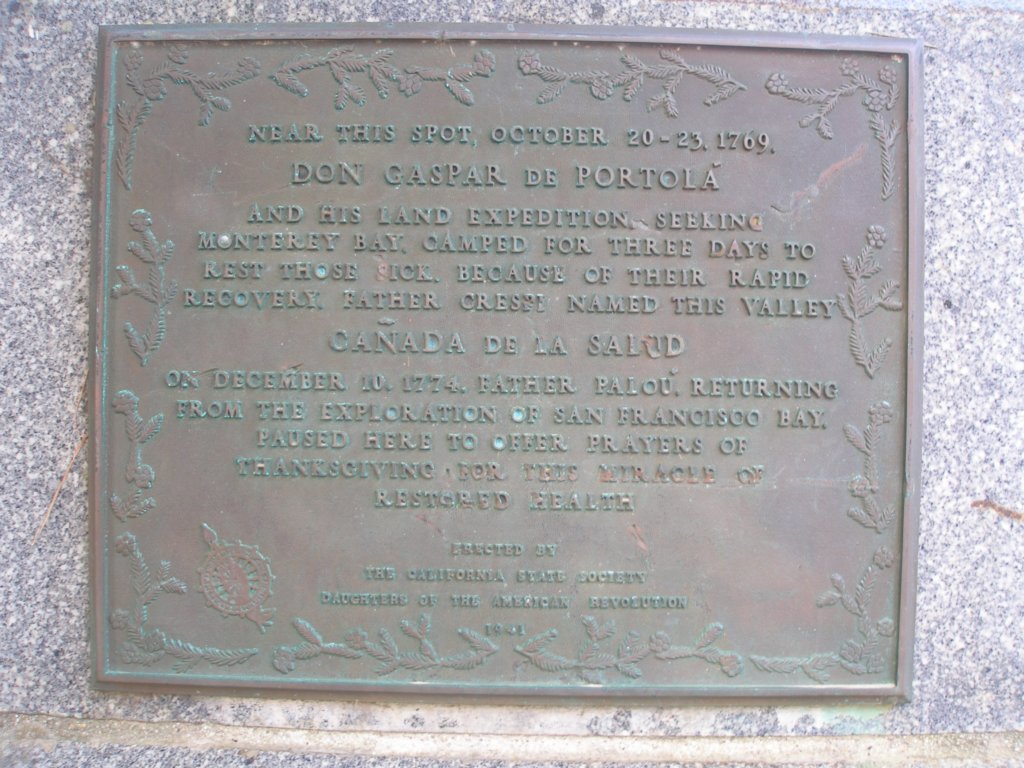 NEAR THIS SPOT, OCTOBER 20-23, 1769,
DON GASPAR DE PORTOLÁ
AND HIS LAND EXPEDITION, SEEKING
MONTEREY BAY, CAMPED FOR THREE DAYS TO
REST THOSE SICK. BECAUSE OF THEIR RAPID
RECOVERY, FATHER CRESPI NAMED THIS VALLEY
CAÑADA DE LA SALUD
ON DECEMBER 10, 1774, FATHER PALOÚ, RETURNING
FROM THE EXPLORATION OF SAN FRANCISCO BAY,
PAUSED HERE TO OFFER PRAYERS OF
THANKSGIVING FOR THIS MIRACLE OF
RESTORED HEALTH
ERECTED BY
THE CALIFORNIA STATE SOCIETY
DAUGHTERS OF THE AMERICAN REVOLUTION
1941